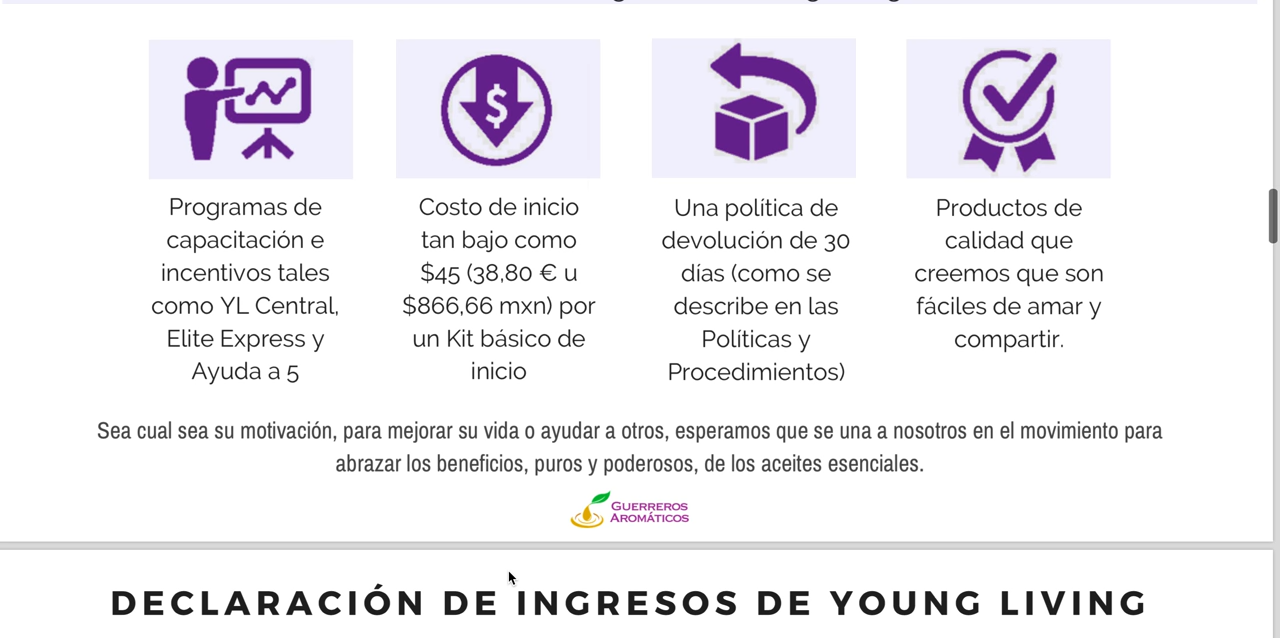 $
Programas de
capacitación e
incentivos tales
como YL Central,
Elite Express y
Ayuda a 5
Costo de inicio
tan bajo como
$45 (38,80 € u
$866,66 mxn) por
un Kit básico de
inicio
Una política de
devolución de 30
días (como se
describe en las
Políticas y
Procedimientos)
Productos de
calidad que
creemos que son
fáciles de amar y
compartir.
Sea cual sea su motivación, para mejorar su vida o ayudar a otros, esperamos que se una a nosotros en el movimiento para
abrazar los beneficios, puros y poderosos, de los aceites esenciales.
GUERREROS
AROMÁTICOS
DECLARACIÓN DE INGRESOS DE YOUNG LIVING